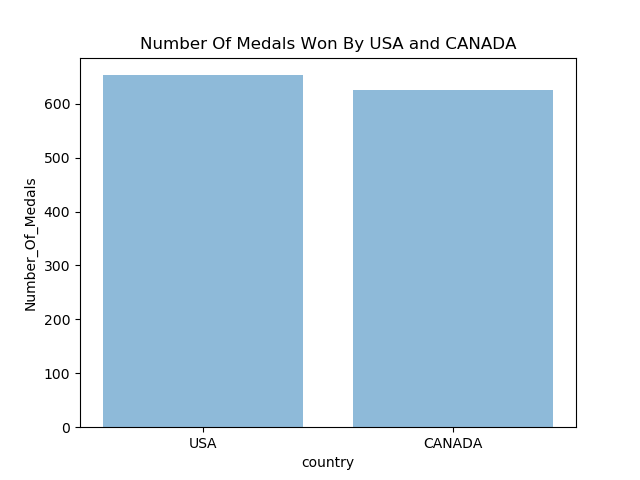 Number Of Medals Won By USA and CANADA
600
500
400
300
200
100
0
Number_Of_Medals
USA
CANADA
country